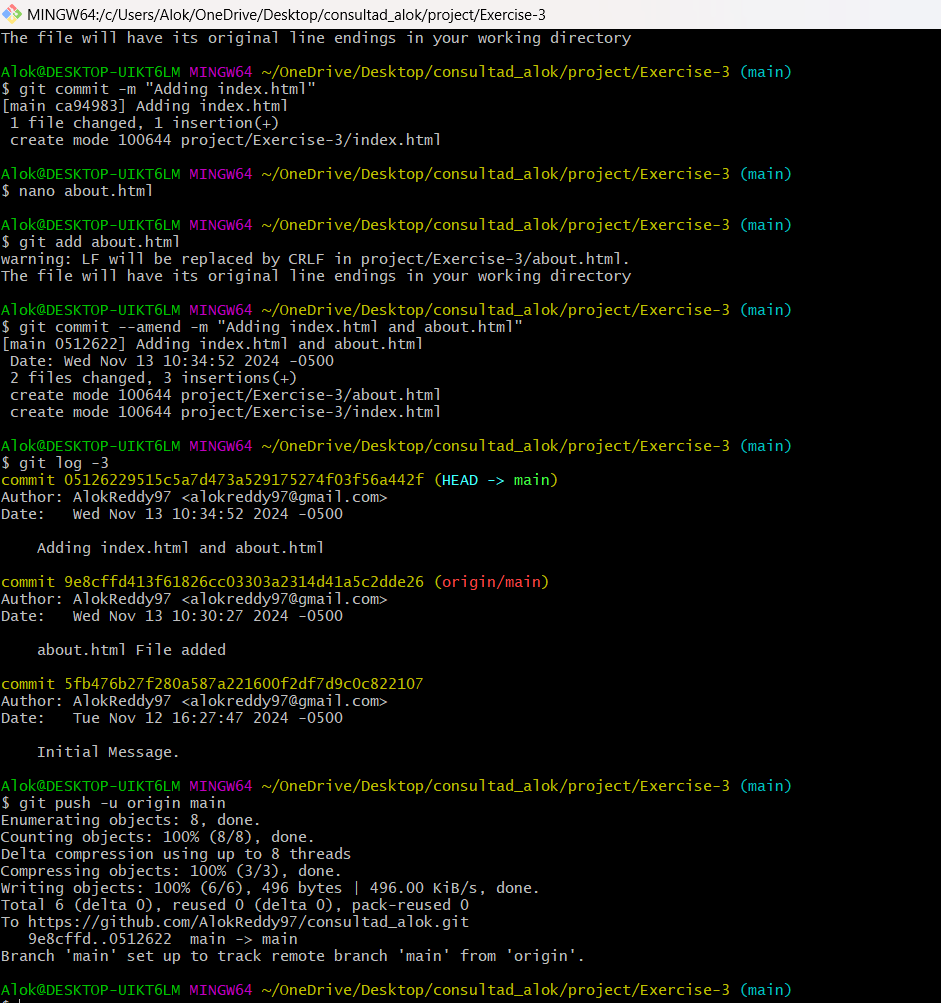 MINGW64:/c/Users/Alok/OneDrive/Desktop/consultad_alok/project/Exercise-3
The file will have its original line endings in your working directory
Alok@DESKTOP-UIKT6LM MINGW64 ~/OneDrive/Desktop/consultad_alok/project/Exercise-3 (main)
$ git commit -m "Adding index.html"
[main ca94983] Adding index.html
 1 file changed, 1 insertion(+)
 create mode 100644 project/Exercise-3/index.html
Alok@DESKTOP-UIKT6LM MINGW64 ~/OneDrive/Desktop/consultad_alok/project/Exercise-3 (main)
$ nano about.html
Alok@DESKTOP-UIKT6LM MINGW64 ~/OneDrive/Desktop/consultad_alok/project/Exercise-3 (main)
$ git add about.html
warning: LF will be replaced by CRLF in project/Exercise-3/about.html.
The file will have its original line endings in your working directory
Alok@DESKTOP-UIKT6LM MINGW64 ~/OneDrive/Desktop/consultad_alok/project/Exercise-3 (main)
$ git commit --amend -m "Adding index.html and about.html"
[main 0512622] Adding index.html and about.html
 Date: Wed Nov 13 10:34:52 2024 -0500
 2 files changed, 3 insertions(+)
 create mode 100644 project/Exercise-3/about.html
 create mode 100644 project/Exercise-3/index.html
Alok@DESKTOP-UIKT6LM MINGW64 ~/OneDrive/Desktop/consultad_alok/project/Exercise-3 (main)
$ git log -3
commit 05126229515c5a7d473a529175274f03f56a442f (HEAD -> main)
Author: AlokReddy97 <alokreddy97@gmail.com>
Date:   Wed Nov 13 10:34:52 2024 -0500
    Adding index.html and about.html
commit 9e8cffd413f61826cc03303a2314d41a5c2dde26 (origin/main)
Author: AlokReddy97 <alokreddy97@gmail.com>
Date:   Wed Nov 13 10:30:27 2024 -0500
    about.html File added
commit 5fb476b27f280a587a221600f2df7d9c0c822107
Author: AlokReddy97 <alokreddy97@gmail.com>
Date:   Tue Nov 12 16:27:47 2024 -0500
    Initial Message.
Alok@DESKTOP-UIKT6LM MINGW64 ~/OneDrive/Desktop/consultad_alok/project/Exercise-3 (main)
$ git push -u origin main
Enumerating objects: 8, done.
Counting objects: 100% (8/8), done.
Delta compression using up to 8 threads
Compressing objects: 100% (3/3), done.
Writing objects: 100% (6/6), 496 bytes | 496.00 KiB/s, done.
Total 6 (delta 0), reused 0 (delta 0), pack-reused 0
To https://github.com/AlokReddy97/consultad_alok.git
   9e8cffd..0512622  main -> main
Branch 'main' set up to track remote branch 'main' from 'origin'.
Alok@DESKTOP-UIKT6LM MINGW64 ~/OneDrive/Desktop/consultad_alok/project/Exercise-3 (main)
$